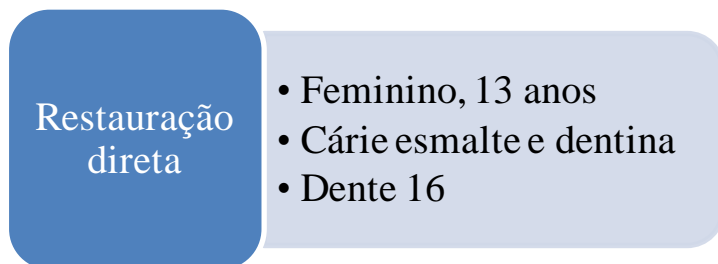 Restauração
direta
• Feminino, 13 anos
• Cárie esmalte e dentina
• Dente 16